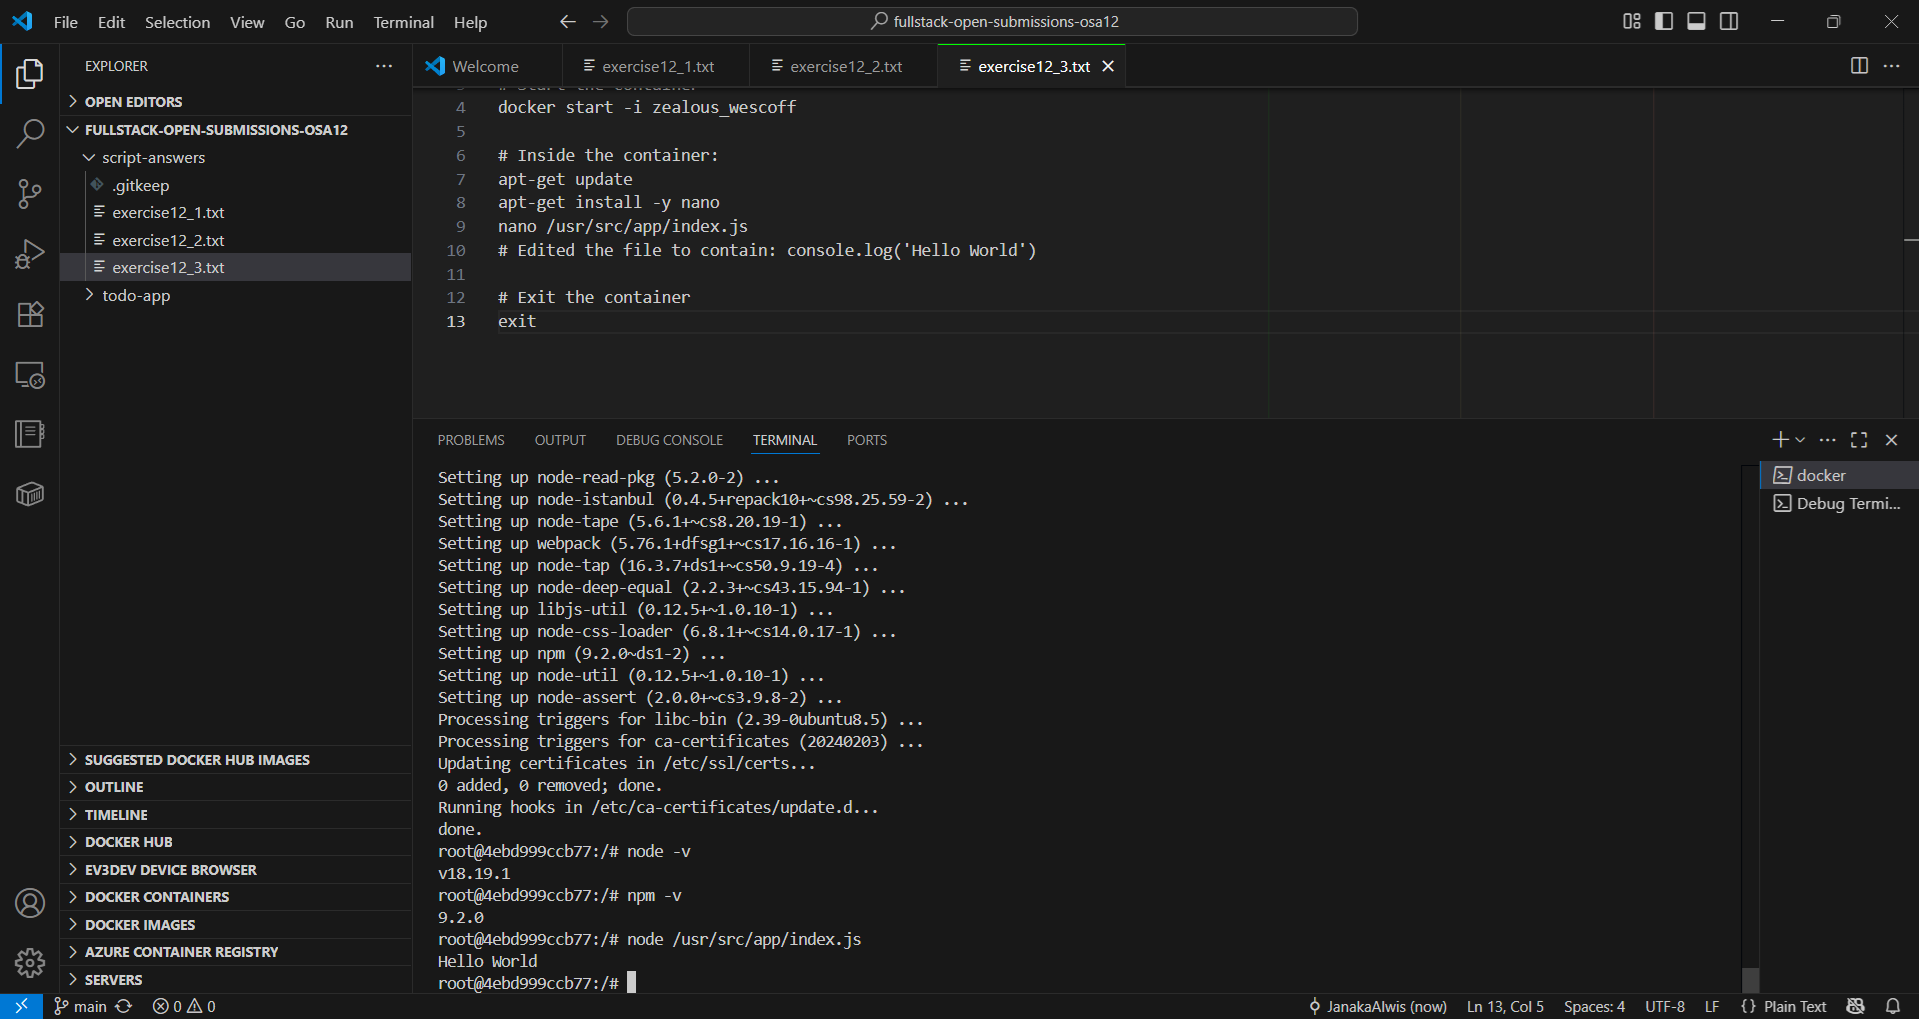 File Edit Selection View Go Run Terminal Help
fullstack-open-submissions-osa12
EXPLORER
OPEN EDITORS
FULLSTACK-OPEN-SUBMISSIONS-OSA12
script-answers
.gitkeep
exercise12_1.txt
exercise12_2.txt
exercise12_3.txt
todo-app
SUGGESTED DOCKER HUB IMAGES
OUTLINE
TIMELINE
DOCKER HUB
EV3DEV DEVICE BROWSER
DOCKER CONTAINERS
DOCKER IMAGES
AZURE CONTAINER REGISTRY
SERVERS
Welcome exercise12_1.txt exercise12_2.txt exercise12_3.txt
3 # Start the container
4 docker start -i zealous_wescoff
5
6 # Inside the container:
7 apt-get update
8 apt-get install -y nano
9 nano /usr/src/app/index.js
10 # Edited the file to contain: console.log('Hello World')
11
12 # Exit the container
13 exit
PROBLEMS OUTPUT DEBUG CONSOLE TERMINAL PORTS
Setting up node-read-pkg (5.2.0-2) ...
Setting up node-istanbul (0.4.5+repack10+~cs98.25.59-2) ...
Setting up node-tape (5.6.1+~cs8.20.19-1) ...
Setting up webpack (5.76.1+dfsg1+~cs17.16.16-1) ...
Setting up node-tap (16.3.7+ds1+~cs50.9.19-4) ...
Setting up node-deep-equal (2.2.3+~cs43.15.94-1) ...
Setting up libjs-util (0.12.5+~1.0.10-1) ...
Setting up node-css-loader (6.8.1+~cs14.0.17-1) ...
Setting up npm (9.2.0~ds1-2) ...
Setting up node-util (0.12.5+~1.0.10-1) ...
Setting up node-assert (2.0.0+~cs3.9.8-2) ...
Processing triggers for libc-bin (2.39-0ubuntu8.5) ...
Processing triggers for ca-certificates (20240203) ...
Updating certificates in /etc/ssl/certs...
0 added, 0 removed; done.
Running hooks in /etc/ca-certificates/update.d...
done.
root@4ebd999ccb77:/# node -v
v18.19.1
root@4ebd999ccb77:/# npm -v
9.2.0
root@4ebd999ccb77:/# node /usr/src/app/index.js
Hello World
root@4ebd999ccb77:/#
docker
Debug Termi...
main 0 0 JanakaAlwis (now) Ln 13, Col 5 Spaces: 4 UTF-8 LF {} Plain Text